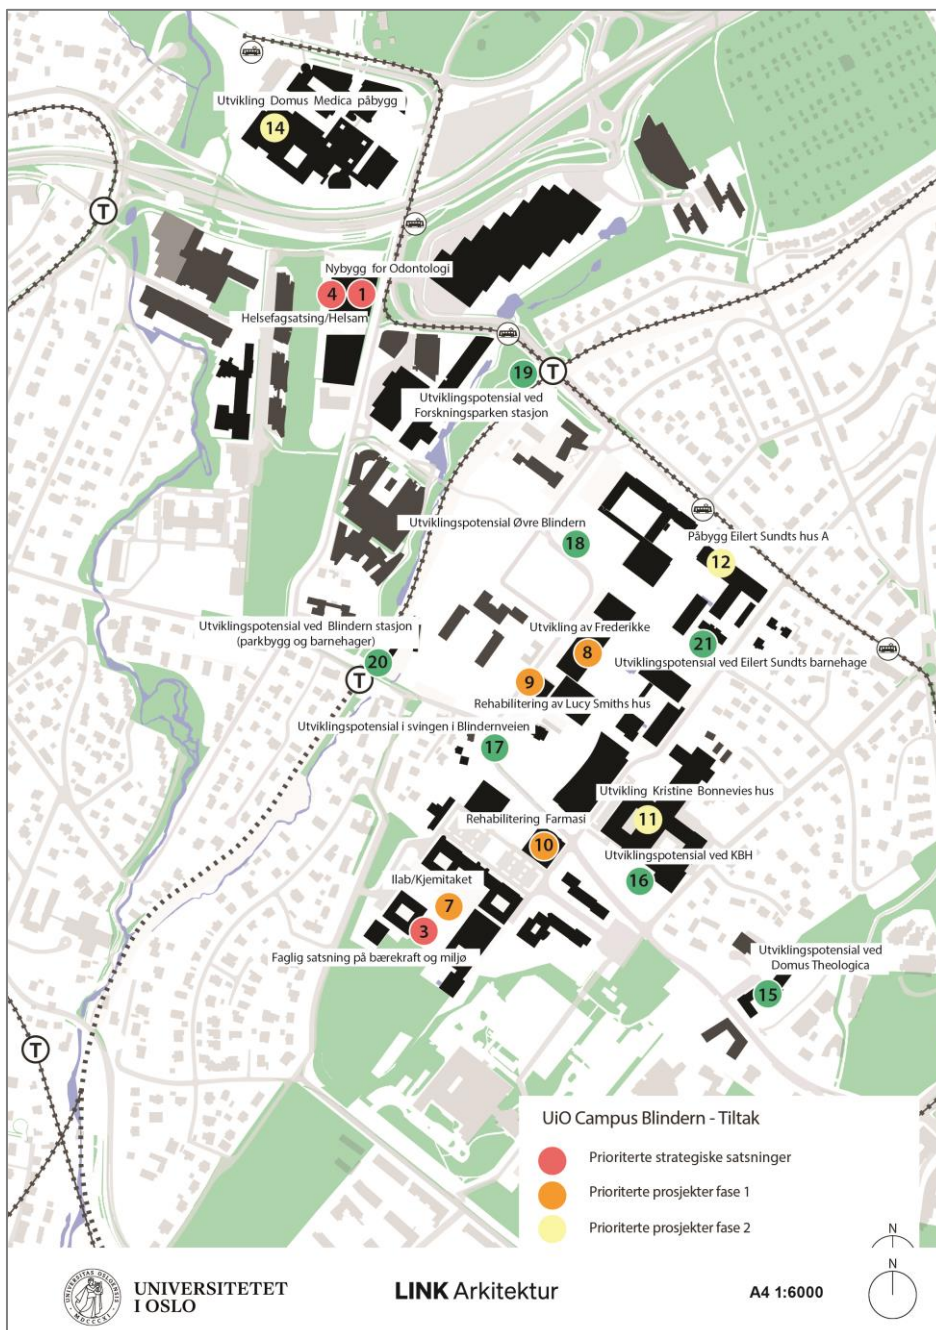 Utvikling Domus Medica påbygg
14
T
Nybygg for Odontologi
4
1
Helsefagsatsing/Helsam
19
T
Utviklingspotensial ved
Forskningsparken stasjon
Utviklingspotensial Øvre Blindern
18
Påbygg Eilert Sundts hus A
12
Utviklingspotensial ved Blindern stasjon
(parkbygg og barnehager)
20
T
Utvikling av Frederikke
8
21
Utviklingspotensial ved Eilert Sundts barnehage
9
Rehabilitering av Lucy Smiths hus
Utviklingspotensial i svingen i Blindernveien
17
Utvikling Kristine Bonnevies hus
11
Rehabilitering Farmasi
10
Utviklingspotensial ved KBH
16
Ilab/Kjemitaket
7
3
Faglig satsning på bærekraft og miljø
Utviklingspotensial ved
Domus Theologica
15
T
UiO Campus Blindern - Tiltak
Prioriterte strategiske satsninger
Prioriterte prosjekter fase 1
Prioriterte prosjekter fase 2
N
N
UNIVERSITAS OSLOENSIS
MDCCCXI
UNIVERSITETET
I OSLO
LINK Arkitektur
A4 1:6000